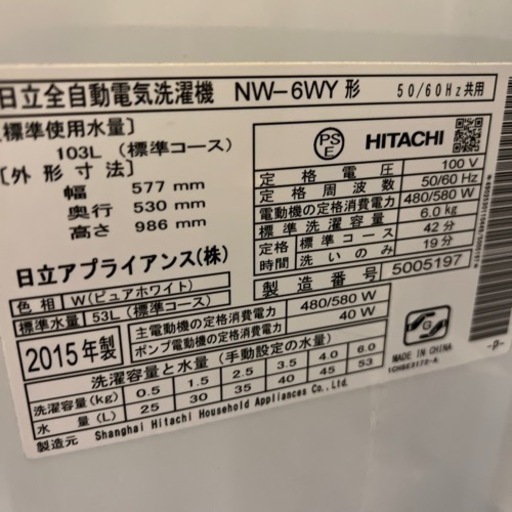 日立全自動電気洗濯機 NW-6WY 形 50/60Hz共用
[標準使用水量]
103L (標準コース)
[外形寸法]
幅 577 mm
奥行 530 mm
高さ 986 mm
日立アプライアンス(株)
色相 W(ピュアホワイト)
標準水量 53L (標準コース)
2015年製
主電動機の定格消費電力 480/580 W
ポンプ電動機の定格消費電力 40 W
PSE HITACHI
定格電圧 100 V
定格周波数 50/60 Hz
電動機の定格消費電力 480/580 W
標準洗濯容量 6.0 kg
定格時間 標準コース 42分
洗いのみ 19分
製造番号 5005197
洗濯容量と水量 (手動設定の水量)
洗濯容量(kg) 0.5 1.5 2.5 3.5 4.0 6.0
水量(L) 25 30 35 40 45 53
製造元 Shanghai Hitachi Household Appliances Co.,Ltd.
MADE IN CHINA
-P-